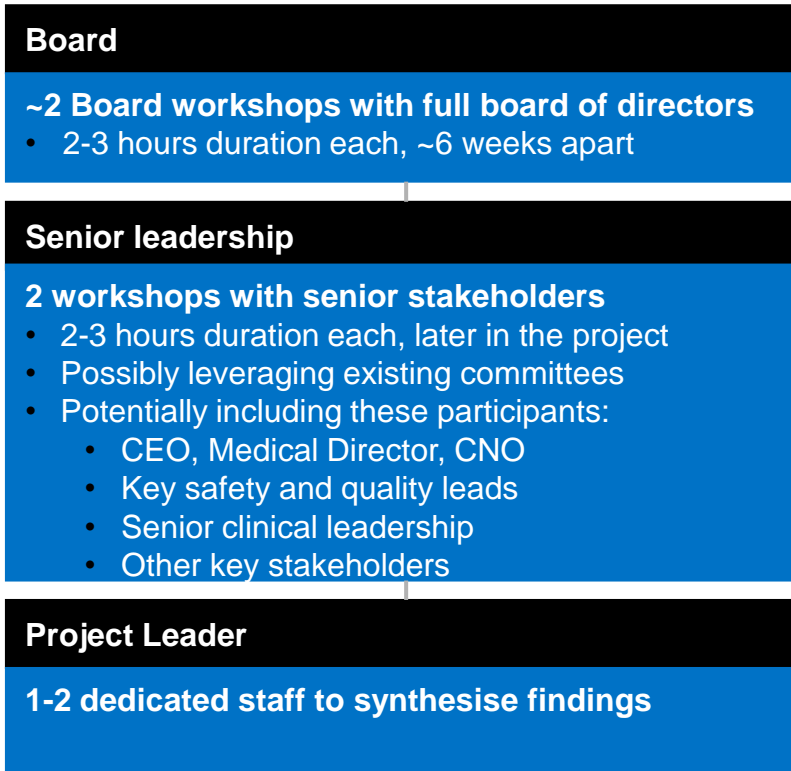 Board
~2 Board workshops with full board of directors
• 2-3 hours duration each, ~6 weeks apart
Senior leadership
2 workshops with senior stakeholders
• 2-3 hours duration each, later in the project
• Possibly leveraging existing committees
• Potentially including these participants:
• CEO, Medical Director, CNO
• Key safety and quality leads
• Senior clinical leadership
• Other key stakeholders
Project Leader
1-2 dedicated staff to synthesise findings